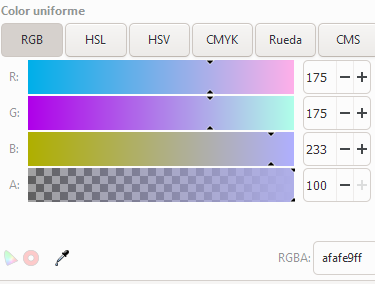 Color uniforme
RGB HSL HSV CMYK Rueda CMS
R: 175 − +
G: 175 − +
B: 233 − +
A: 100 − +
RGBA: afafe9ff